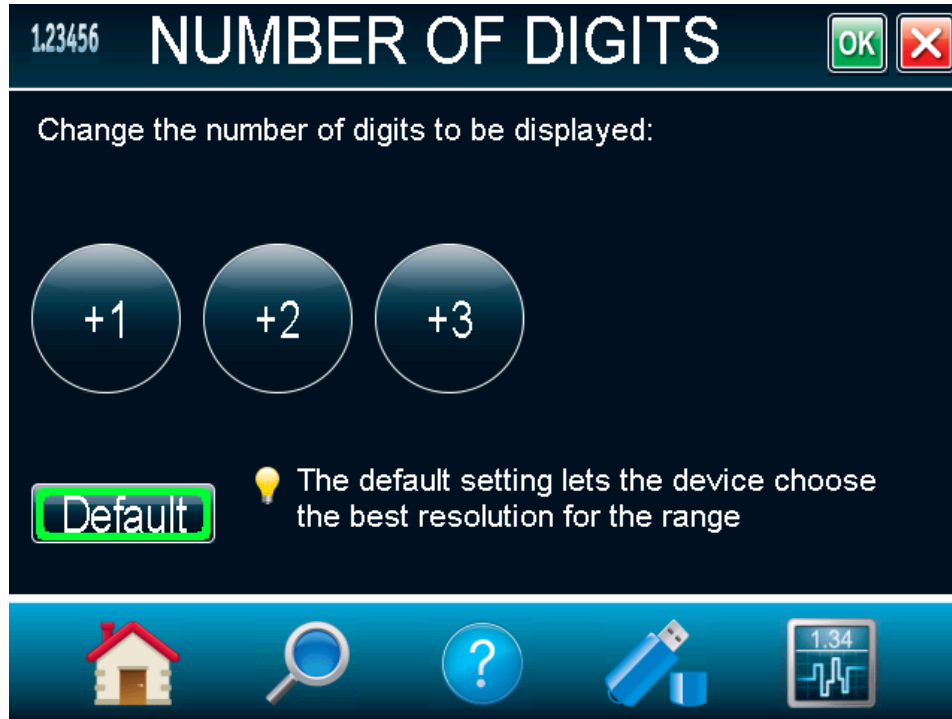 1.23456 NUMBER OF DIGITS OK
Change the number of digits to be displayed:
+1 +2 +3
The default setting lets the device choose
Default
the best resolution for the range
?
1.34